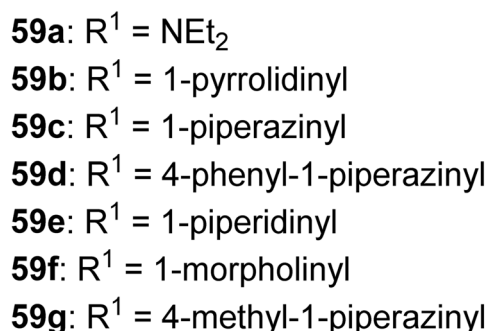 59a: R¹ = NEt₂
59b: R¹ = 1-pyrrolidinyl
59c: R¹ = 1-piperazinyl
59d: R¹ = 4-phenyl-1-piperazinyl
59e: R¹ = 1-piperidinyl
59f: R¹ = 1-morpholinyl
59g: R¹ = 4-methyl-1-piperazinyl